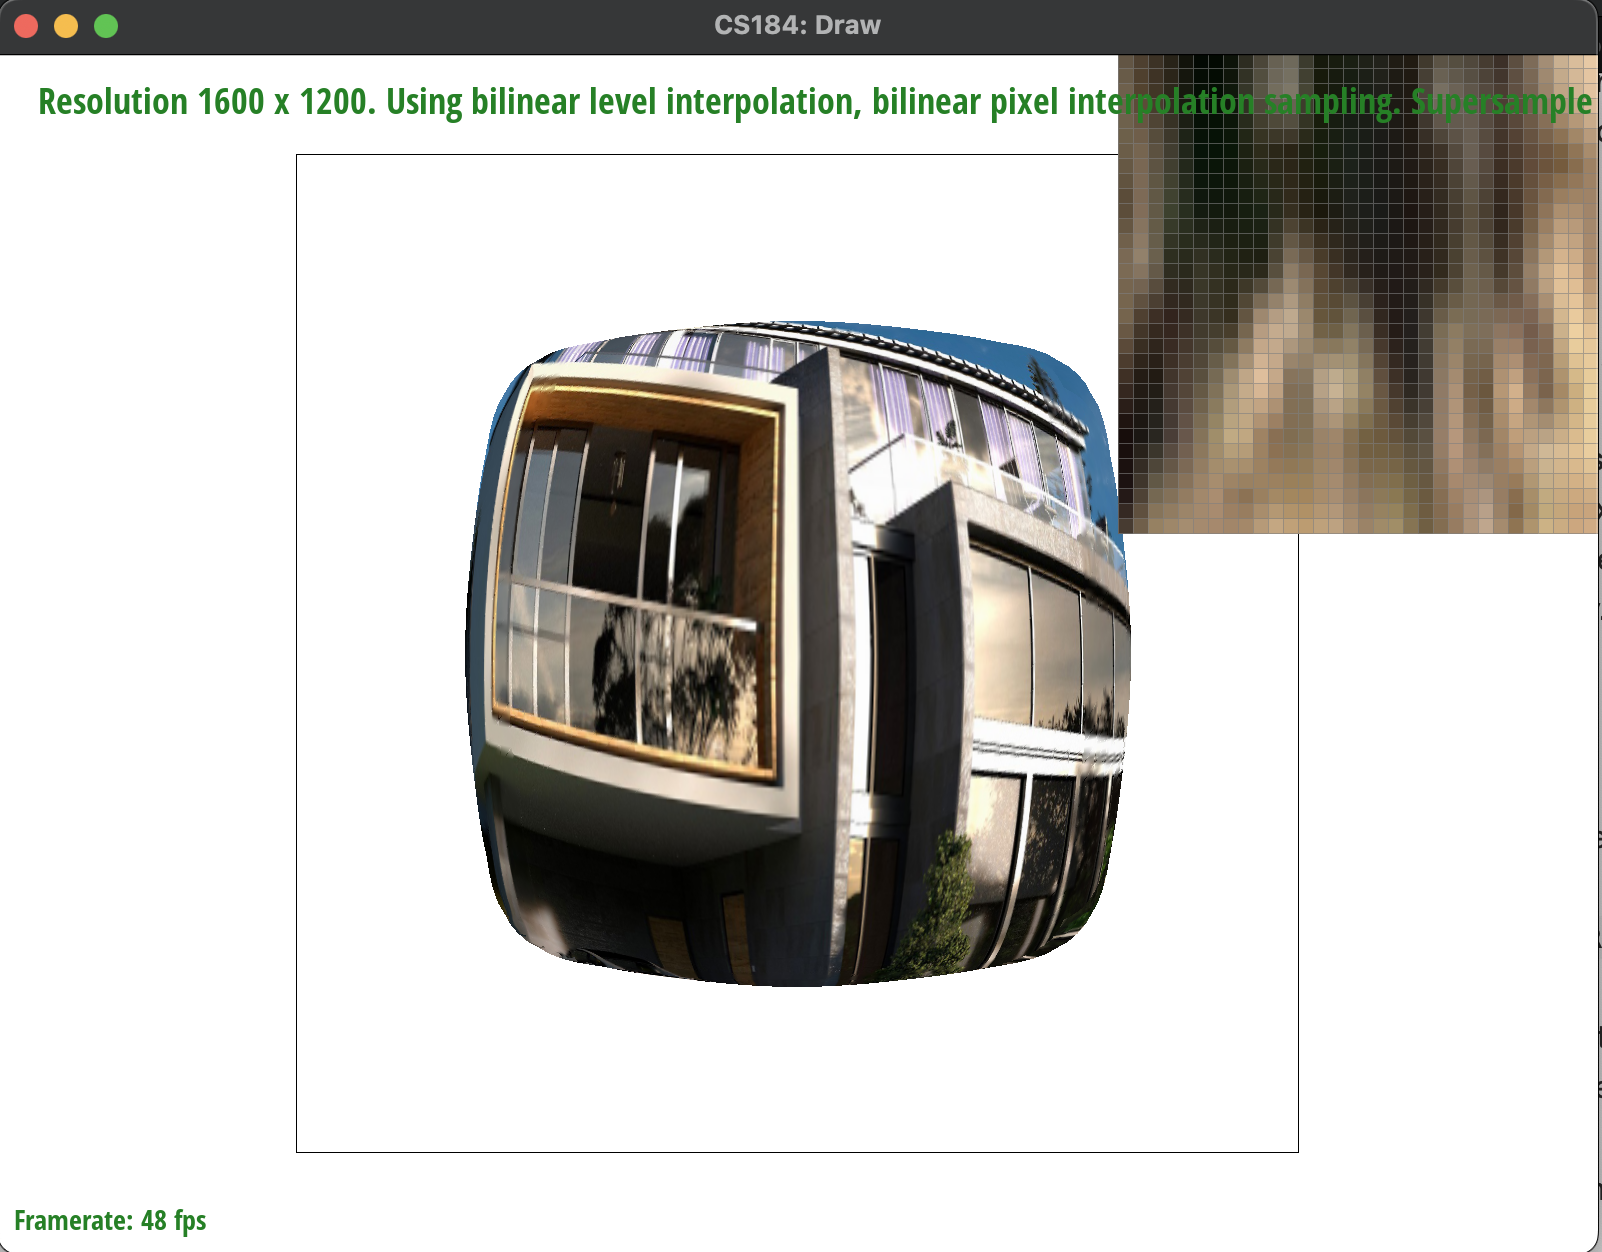 CS184: Draw
Resolution 1600 x 1200. Using bilinear level interpolation, bilinear pixel interpolation sampling. Supersample
Framerate: 48 fps